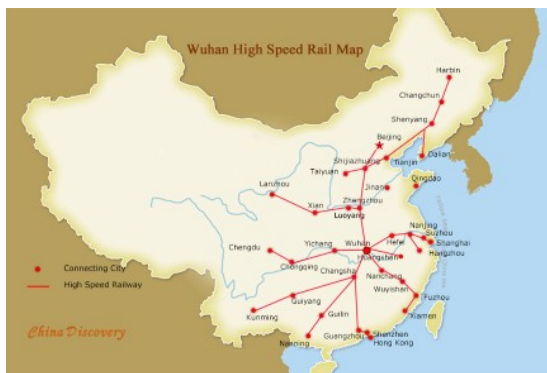 Wuhan High Speed Rail Map
Harbin
Changchun
Shenyang
Beijing
Dalian
Tianjin
Shijiazhuang
Taiyuan
Qingdao
Jinan
Lanzhou
Zhengzhou
Xian
Luoyang
Nanjing
Suzhou
Shanghai
Hefei
Hangzhou
Yichang
Wuhan
Huangshan
Chengdu
Chongqing
Changsha
Nanchang
Wuyishan
Fuzhou
Xiamen
Guiyang
Guilin
Kunming
Shenzhen
Guangzhou
Hong Kong
Nanning
Connecting City
High Speed Railway
ChinaDiscovery